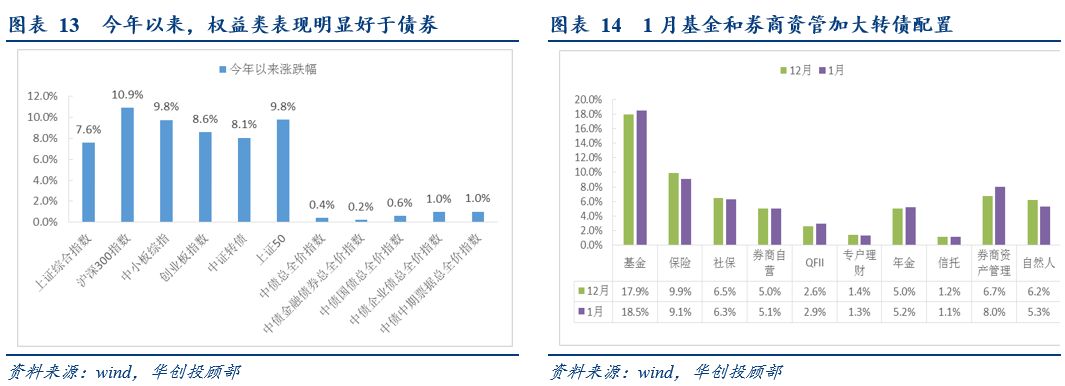 图表 13 今年以来，权益类表现明显好于债券
今年以来涨跌幅
12.0%
10.0%
8.0%
6.0%
4.0%
2.0%
0.0%
7.6%
10.9%
9.8%
8.6%
8.1%
9.8%
0.4%
0.2%
0.6%
1.0%
1.0%
上证综合指数
沪深300指数
中小板综指
创业板指数
中证转债
上证50
中债总全价指数
中债金融债券总全价指数
中债国债总全价指数
中债企业债总全价指数
中债中期票据总全价指数
资料来源：wind，华创投顾部
图表 14 1月基金和券商资管加大转债配置
12月 1月
20.0%
18.0%
16.0%
14.0%
12.0%
10.0%
8.0%
6.0%
4.0%
2.0%
0.0%
基金 保险 社保 券商自营 QFII 专户理财 年金 信托 券商资产管理 自然人
12月 17.9% 9.9% 6.5% 5.0% 2.6% 1.4% 5.0% 1.2% 6.7% 6.2%
1月 18.5% 9.1% 6.3% 5.1% 2.9% 1.3% 5.2% 1.1% 8.0% 5.3%
资料来源：wind，华创投顾部